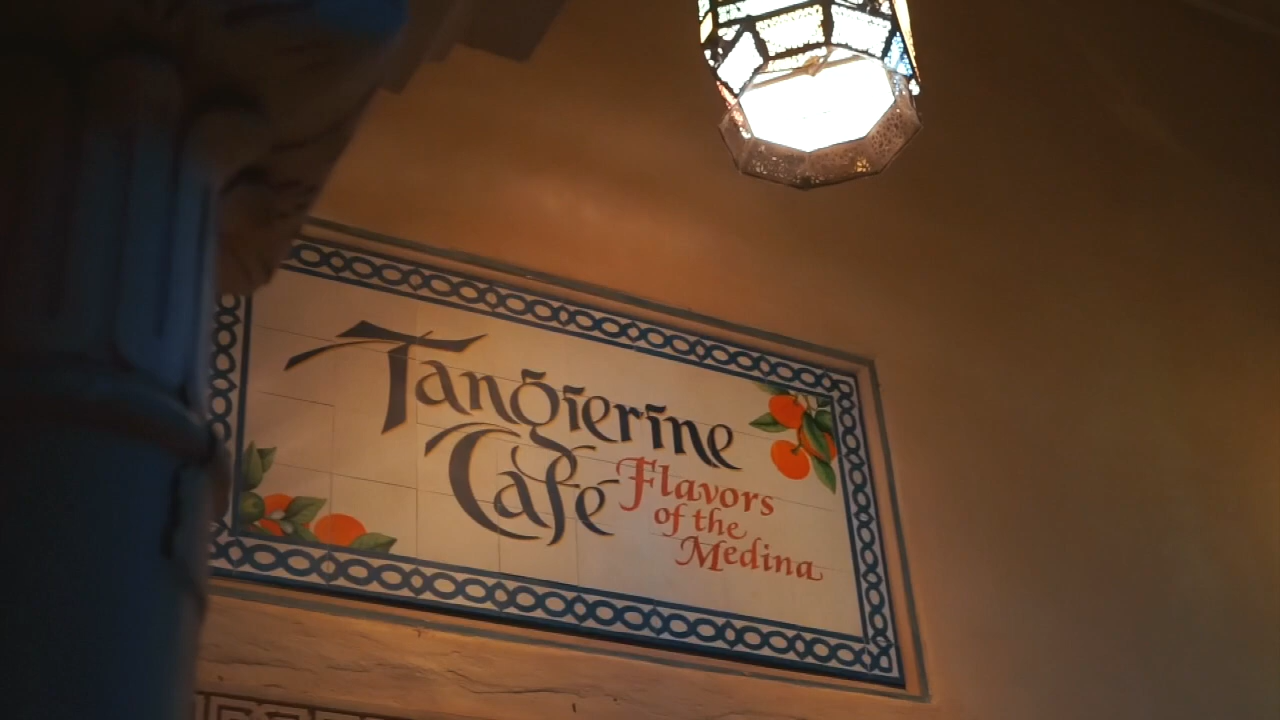 Tangierine
Café
Flavors
of the
Medina